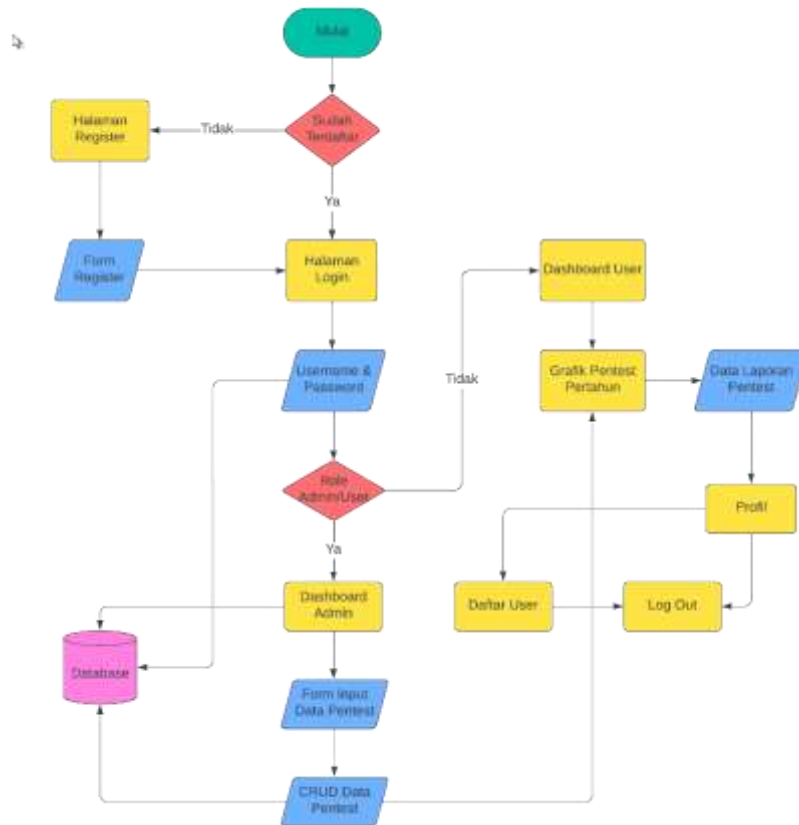 Mulai
Sudah
Terdaftar
Tidak
Halaman
Register
Ya
Form
Register
Halaman
Login
Dashboard User
Username &
Password
Tidak
Grafik Pentest
Pertahun
Data Laporan
Pentest
Role
Admin/User
Profil
Ya
Dashboard
Admin
Daftar User
Log Out
Database
Form Input
Data Pentest
CRUD Data
Pentest